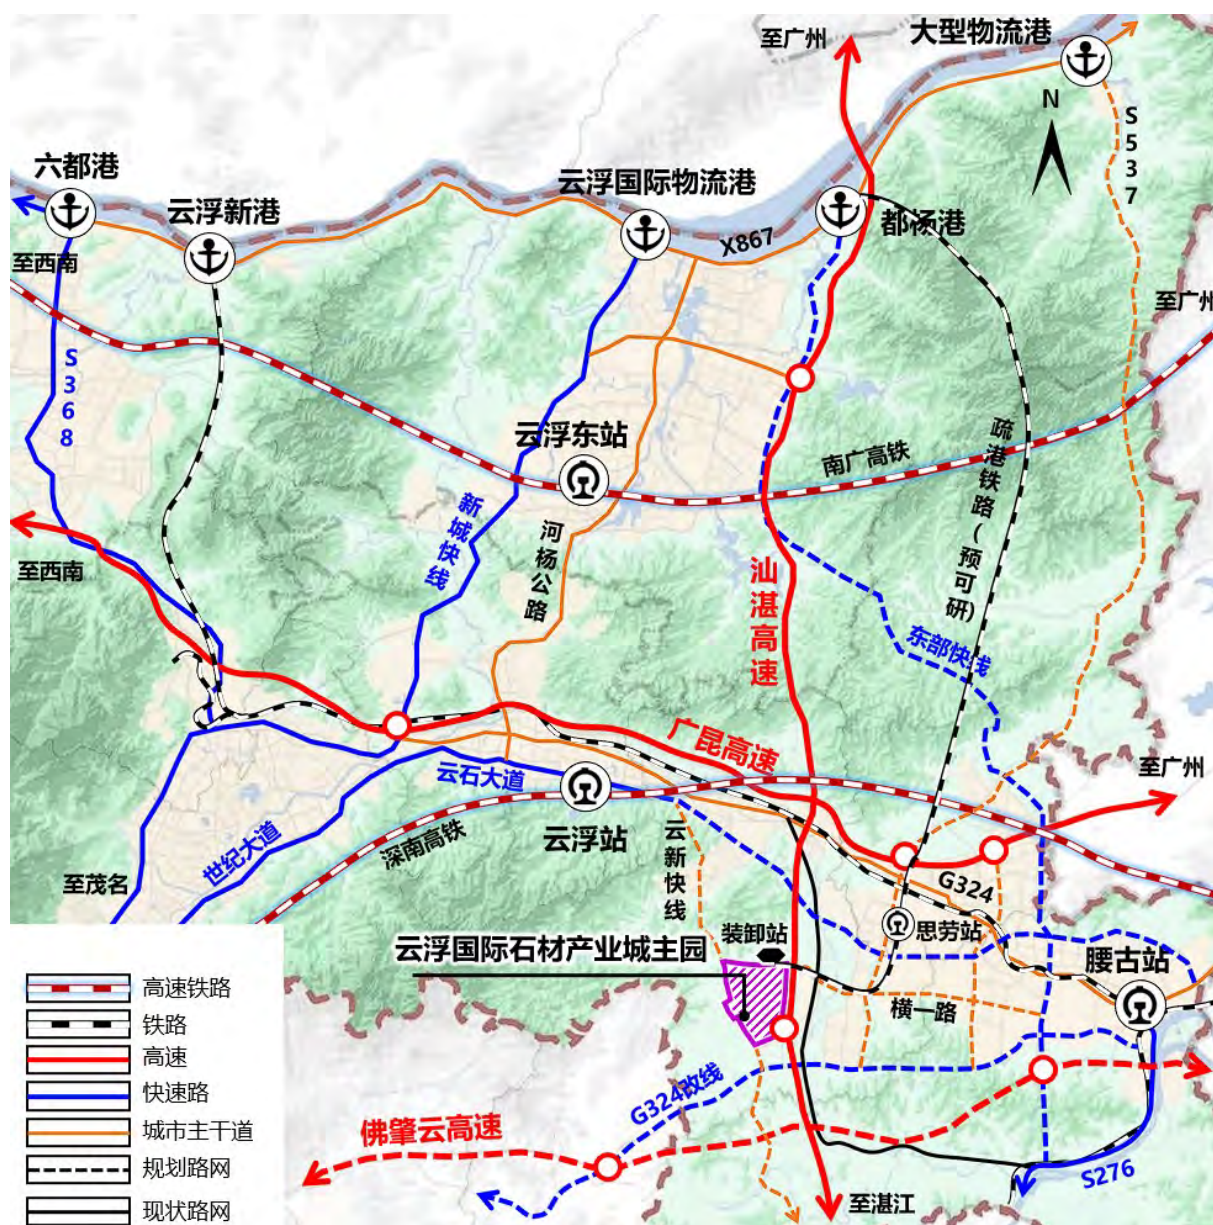 大型物流港
至广州
N
S537
六都港
云浮新港
云浮国际物流港
都杨港
X867
至西南
至广州
S368
云浮东站
南广高铁
疏港铁路(预可研)
新城快线
河杨公路
至西南
汕湛高速
东部快线
广昆高速
至广州
云石大道
云浮站
深南高铁
世纪大道
云新快线
至茂名
G324
装卸站
思劳站
云浮国际石材产业城主园
腰古站
横一路
G324改线
佛肇云高速
S276
至湛江
高速铁路
铁路
高速
快速路
城市主干道
规划路网
现状路网